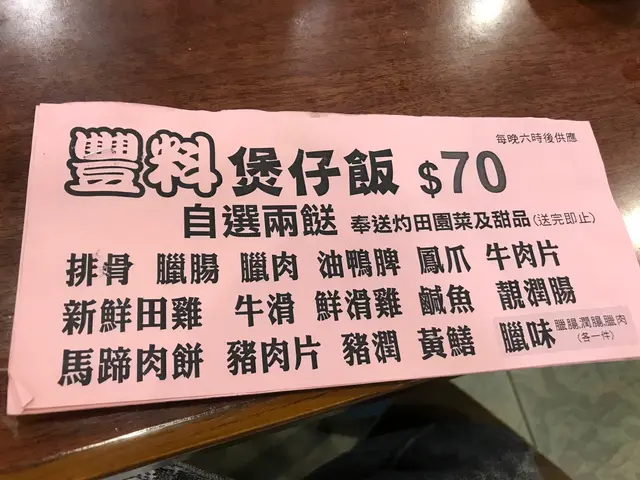 每晚六時後供應
豐料煲仔飯 $70
自選兩餸 奉送灼田園菜及甜品(送完即止)
排骨 臘腸 臘肉 油鴨脾 鳳爪 牛肉片
新鮮田雞 牛滑 鮮滑雞 鹹魚 靚潤腸
馬蹄肉餅 豬肉片 豬潤 黃鱔 臘味 臘腸,潤腸,臘肉
(各一件)